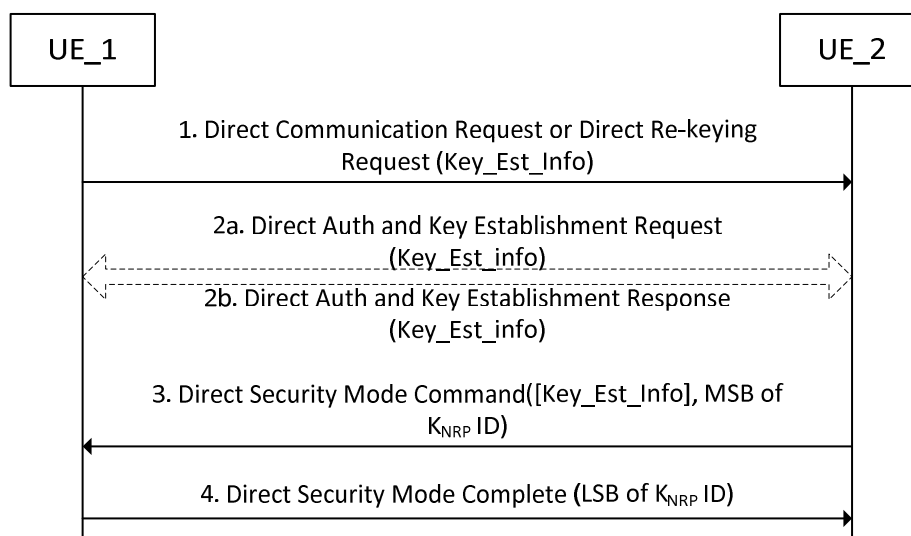 UE_1
UE_2
1. Direct Communication Request or Direct Re-keying
Request (Key_Est_Info)
2a. Direct Auth and Key Establishment Request
(Key_Est_info)
2b. Direct Auth and Key Establishment Response
(Key_Est_info)
3. Direct Security Mode Command([Key_Est_Info], MSB of
KNRP ID)
4. Direct Security Mode Complete (LSB of KNRP ID)